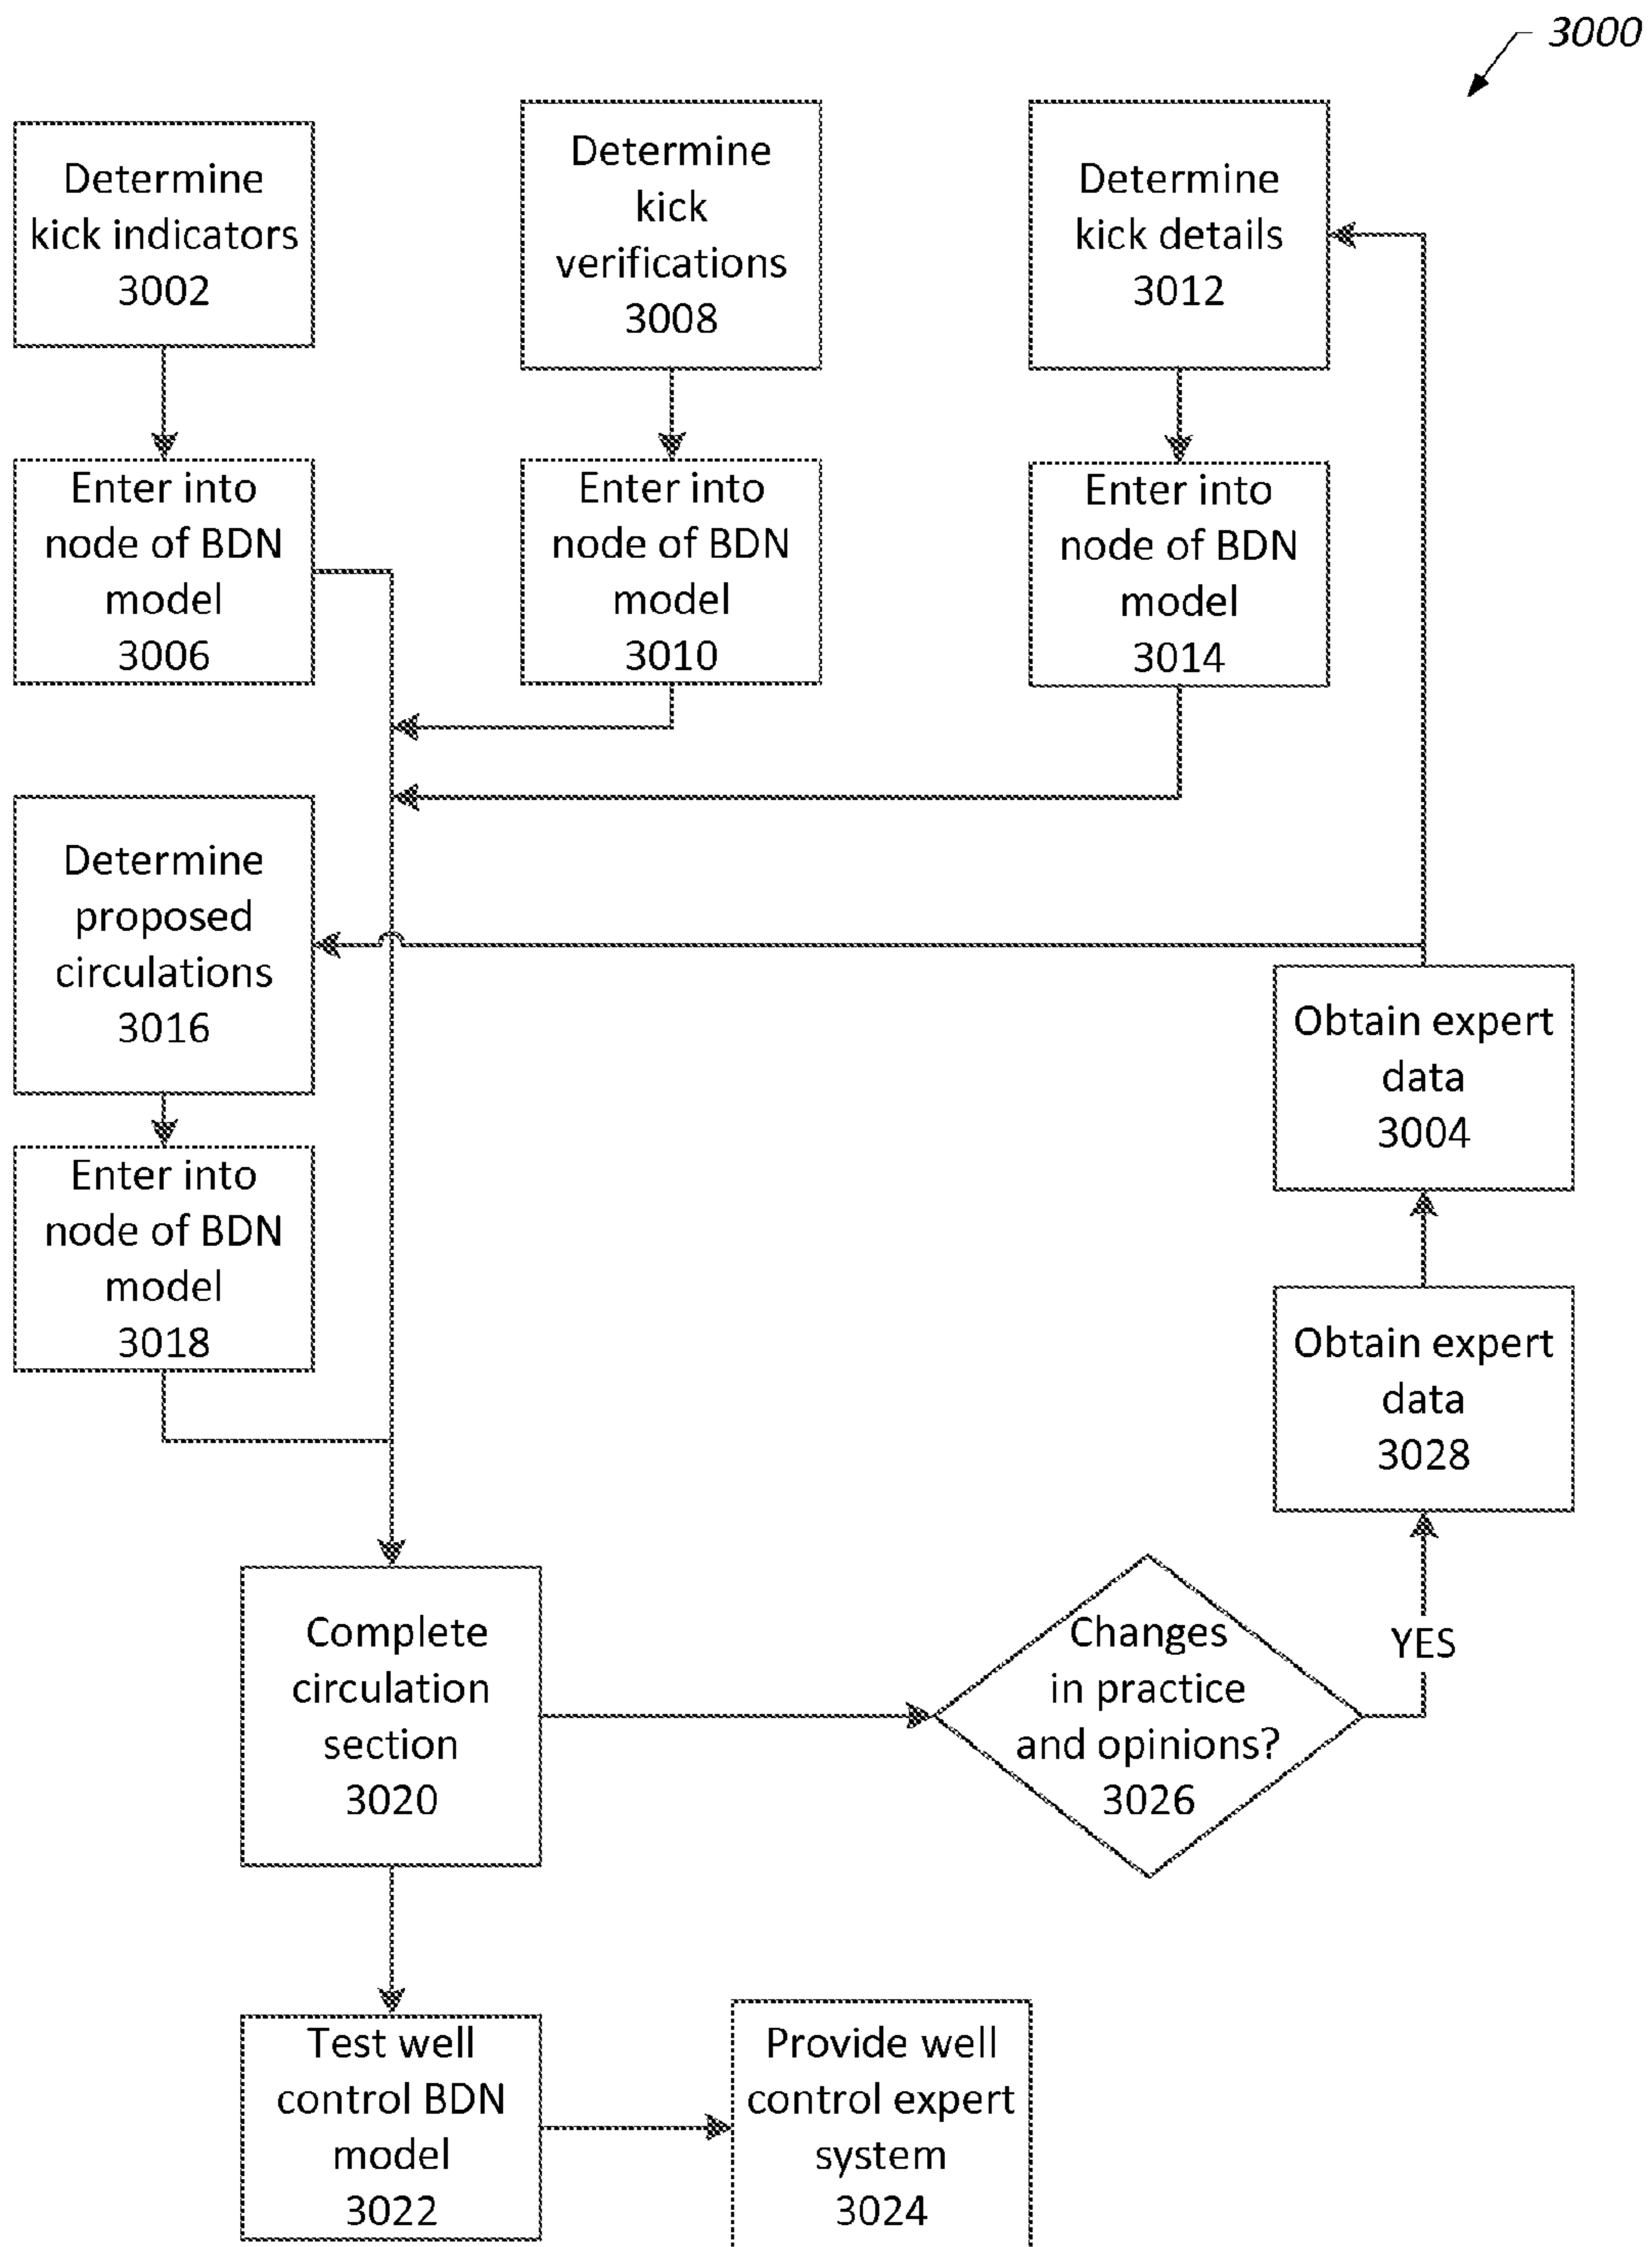 3000
Determine
kick indicators
3002
Determine
kick
verifications
3008
Determine
kick details
3012
Enter into
node of BDN
model
3006
Enter into
node of BDN
model
3010
Enter into
node of BDN
model
3014
Determine
proposed
circulations
3016
Obtain expert
data
3004
Enter into
node of BDN
model
3018
Obtain expert
data
3028
Complete
circulation
section
3020
Changes
in practice
and opinions?
3026
YES
Test well
control BDN
model
3022
Provide well
control expert
system
3024